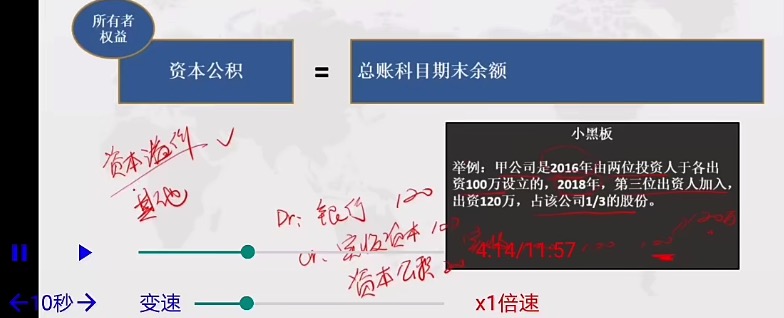 所有者
权益
资本公积
=
总账科目期末余额
小黑板
举例：甲公司是2016年由两位投资人于各出
资100万设立的，2018年，第三位出资人加入，
出资120万，占该公司1/3的股份。
资本溢价
其他
Dr: 银行 120
Cr: 实收资本 100
资本公积 20
4:14/11:57
←10秒→
变速
x1倍速